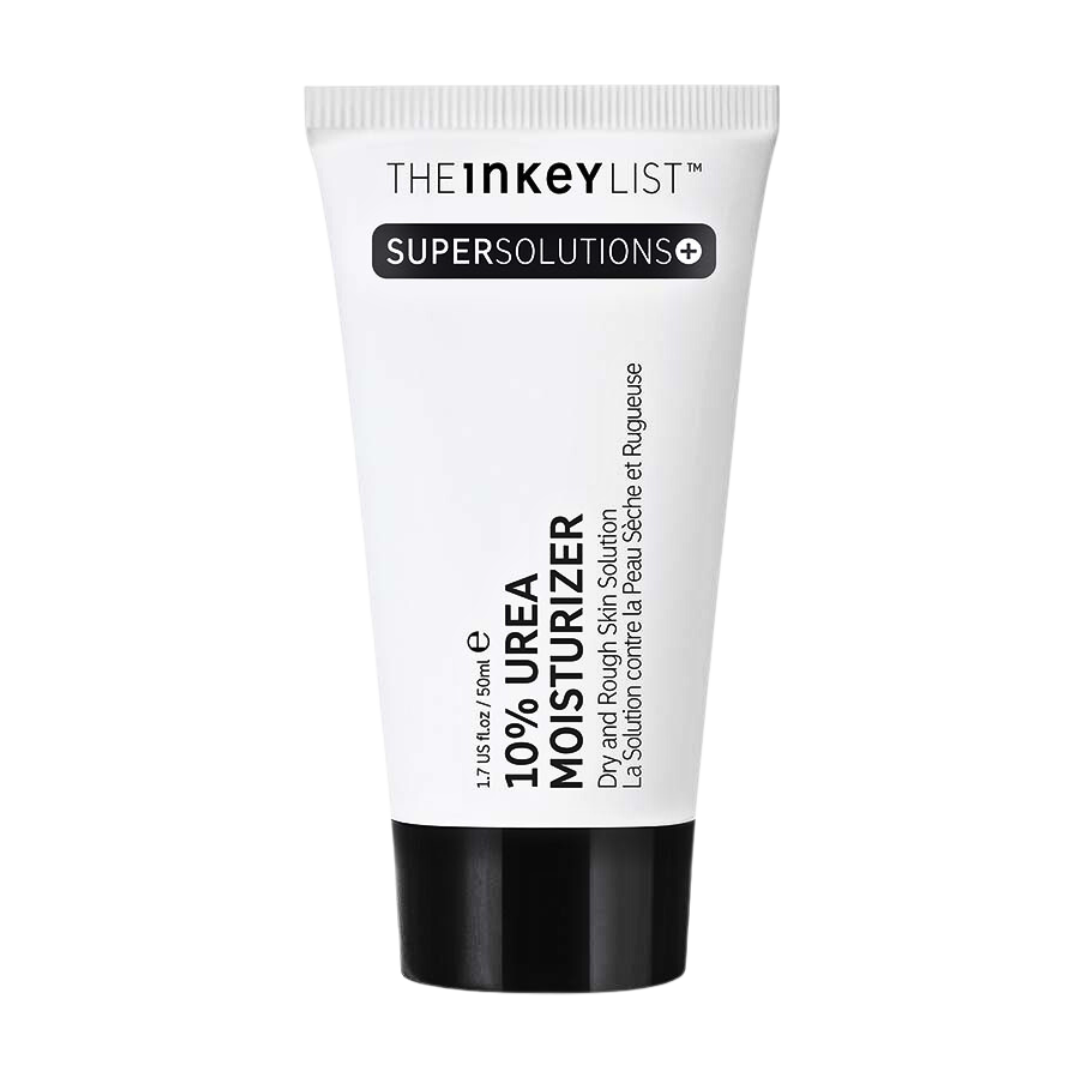 THE INKEY LIST™
SUPERSOLUTIONS+
1.7 US fl.oz / 50ml e
10% UREA
MOISTURIZER
Dry and Rough Skin Solution
La Solution contre la Peau Sèche et Rugueuse